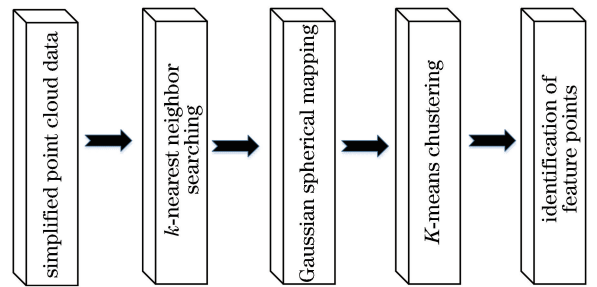 simplified point cloud data
k-nearest neighbor
searching
Gaussian spherical mapping
K-means chustering
identification of
feature points